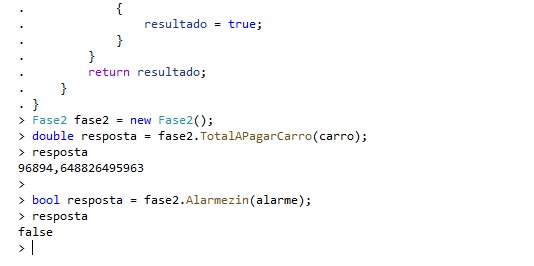 .             {
.                 resultado = true;
.             }
.         }
.         return resultado;
.     }
. }
> Fase2 fase2 = new Fase2();
> double resposta = fase2.TotalAPagarCarro(carro);
> resposta
96894,648826495963
>
> bool resposta = fase2.Alarmezin(alarme);
> resposta
false
>